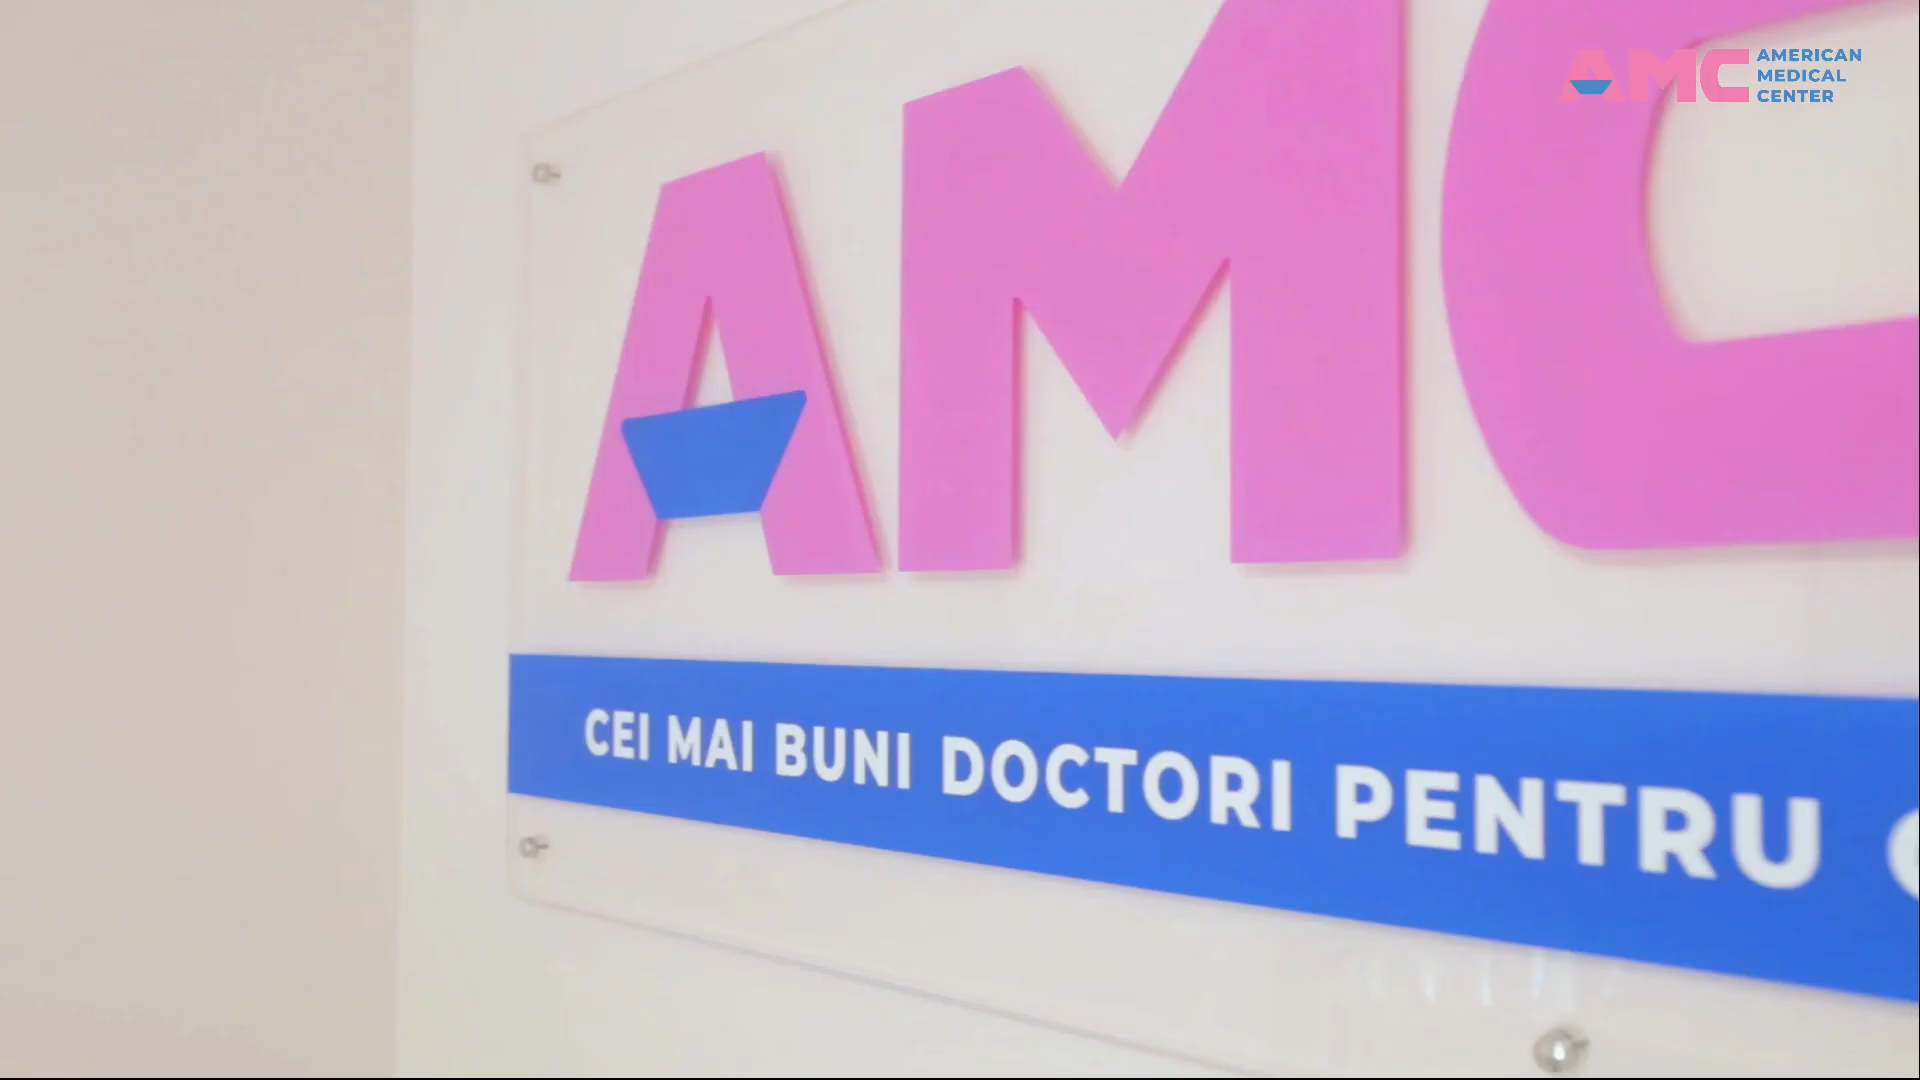 AMC
AMERICAN
MEDICAL
CENTER
AMC
CEI MAI BUNI DOCTORI PENTRU